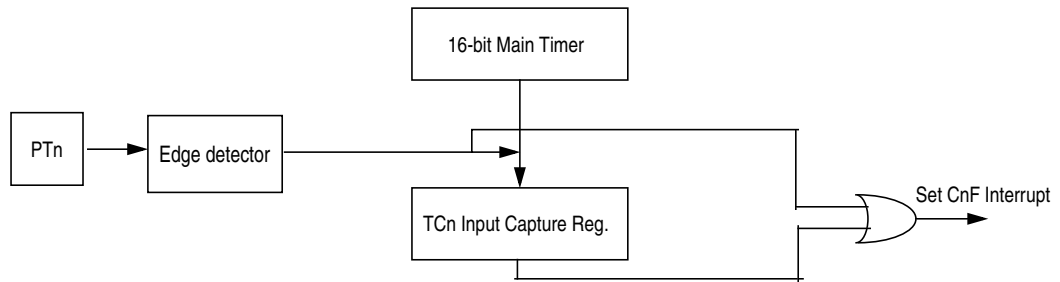 16-bit Main Timer
PTn
Edge detector
TCn Input Capture Reg.
Set CnF Interrupt